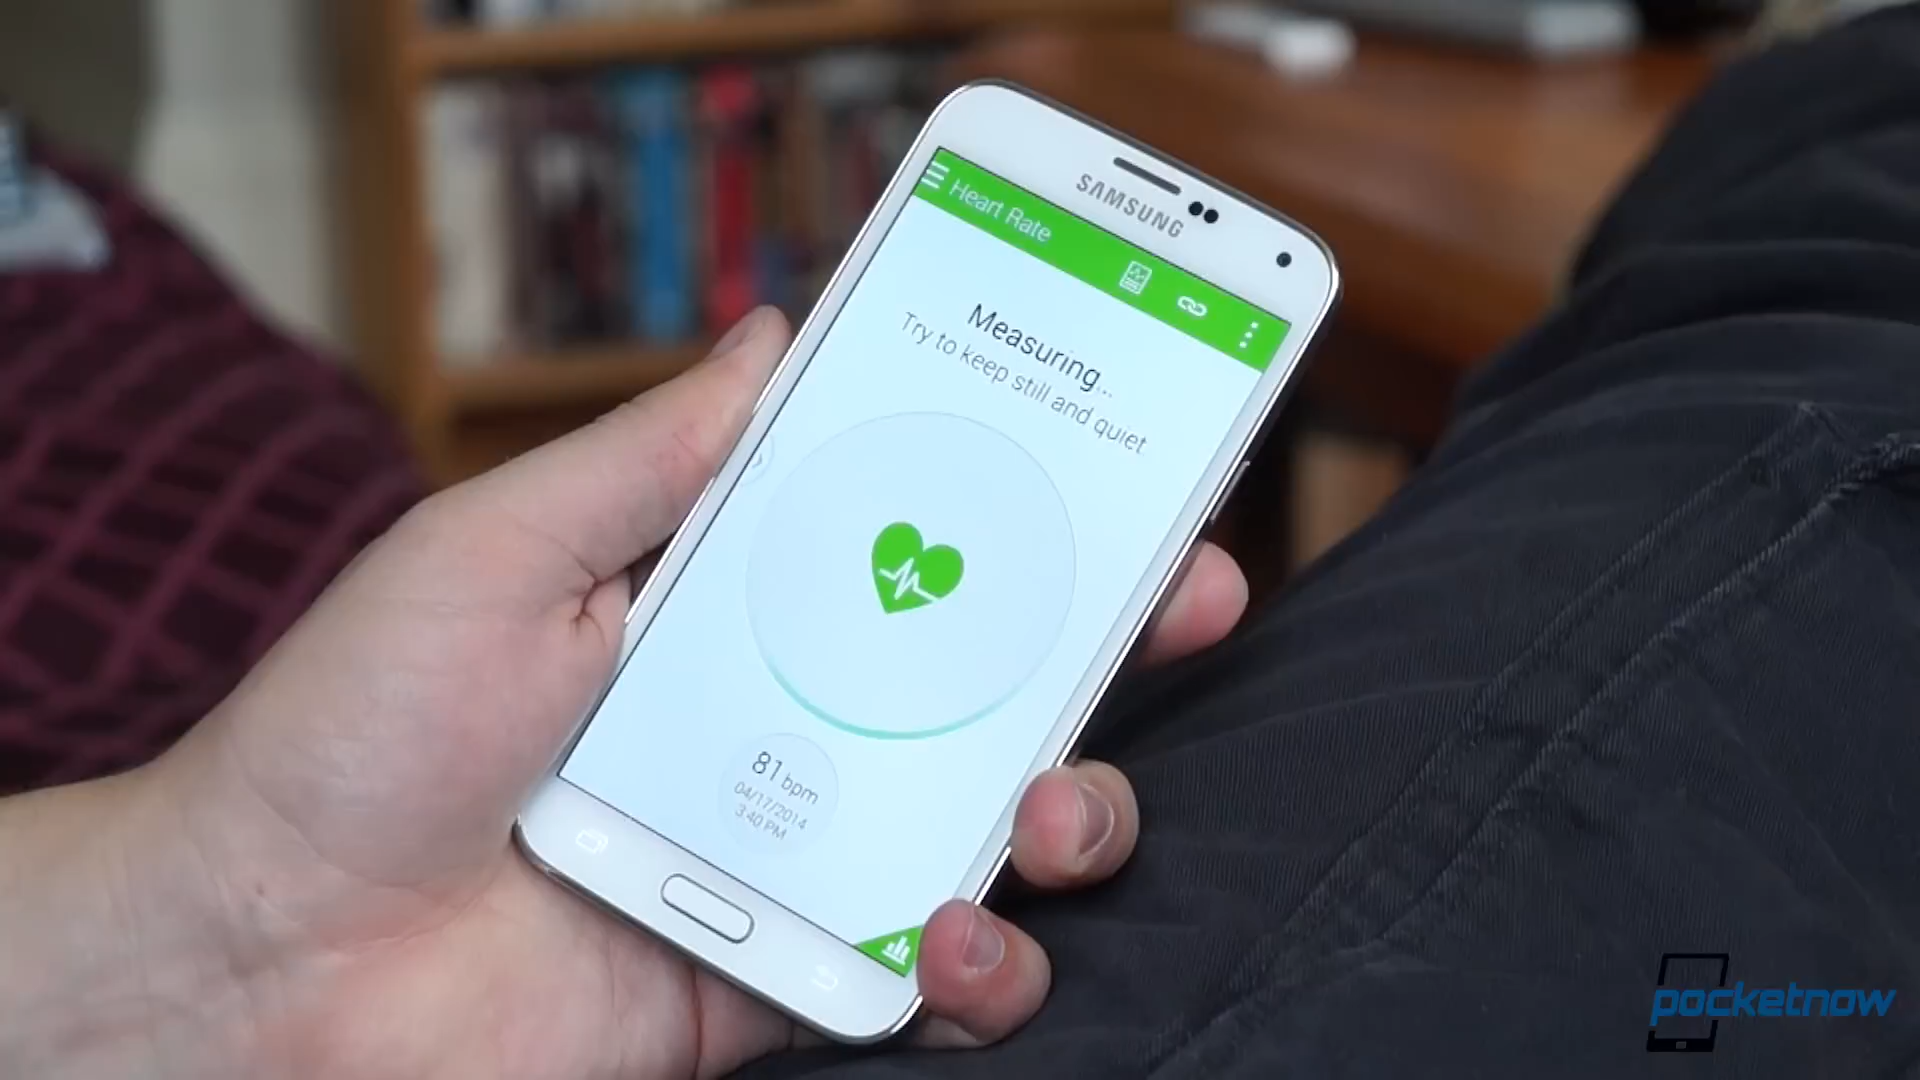 SAMSUNG
Heart Rate
Measuring...
Try to keep still and quiet.
81 bpm
04/17/2014
3:40 PM
pocketnow